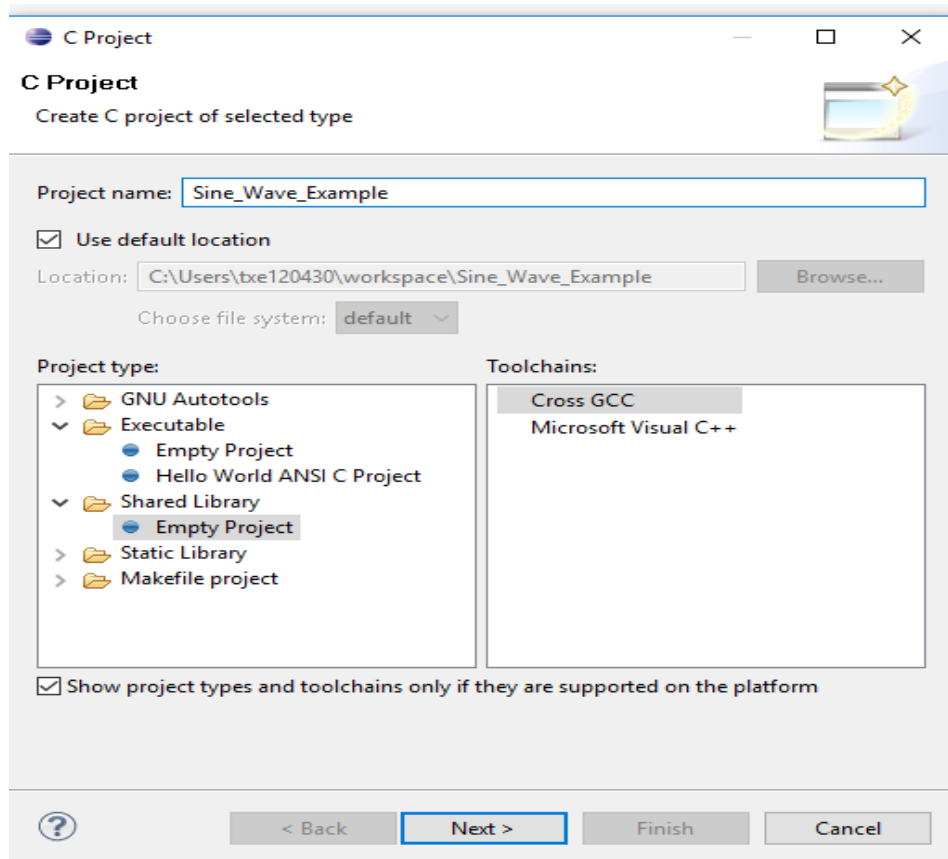 C Project
C Project
Create C project of selected type
Project name: Sine_Wave_Example
Use default location
Location: C:\Users\txe120430\workspace\Sine_Wave_Example Browse...
Choose file system: default
Project type: Toolchains:
GNU Autotools
Executable
Empty Project
Hello World ANSI C Project
Shared Library
Empty Project
Static Library
Makefile project
Cross GCC
Microsoft Visual C++
Show project types and toolchains only if they are supported on the platform
? < Back Next > Finish Cancel